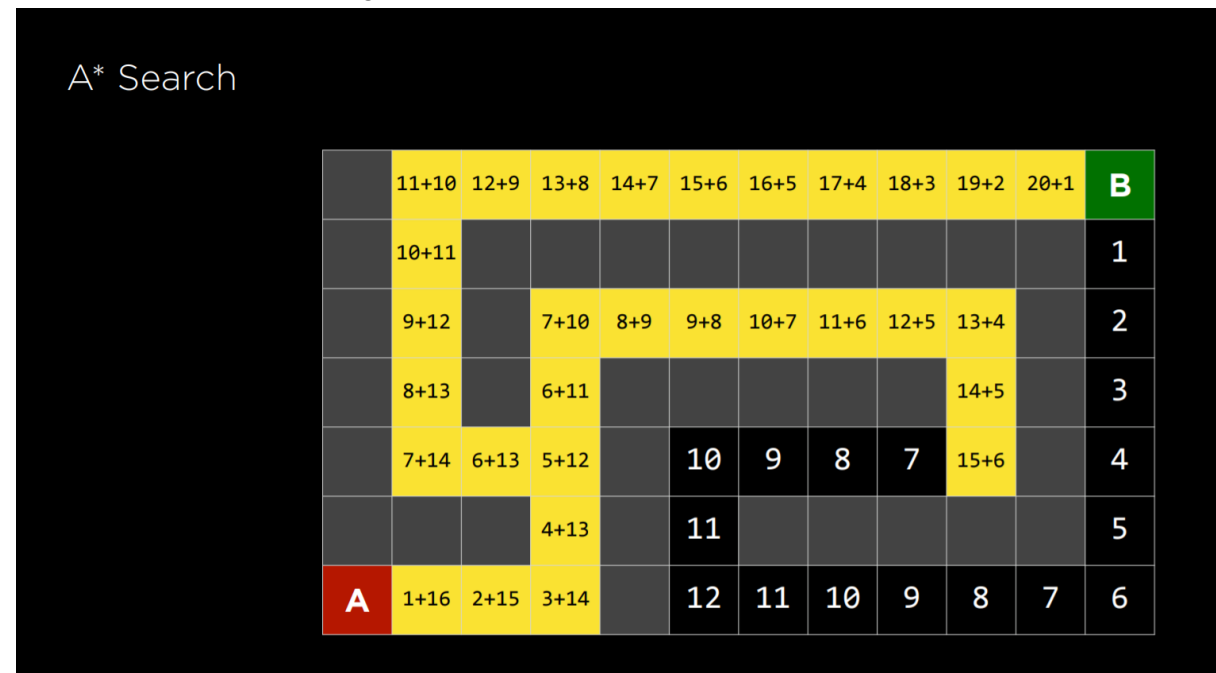 A* Search
11+10 12+9 13+8 14+7 15+6 16+5 17+4 18+3 19+2 20+1 B
10+11 1
9+12 7+10 8+9 9+8 10+7 11+6 12+5 13+4 2
8+13 6+11 14+5 3
7+14 6+13 5+12 10 9 8 7 15+6 4
4+13 11 5
A 1+16 2+15 3+14 12 11 10 9 8 7 6